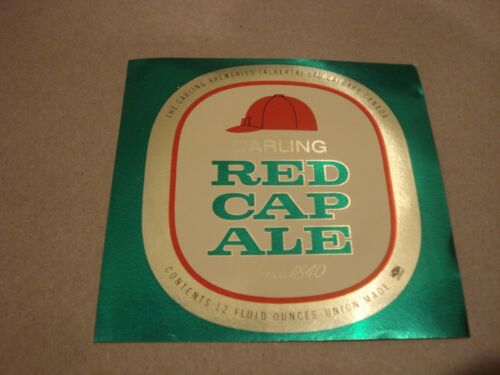 THE CARLING BREWERIES (ALBERTA) LTD. CALGARY, CANADA
CARLING
RED
CAP
ALE
Since 1840
CONTENTS 12 FLUID OUNCES UNION MADE